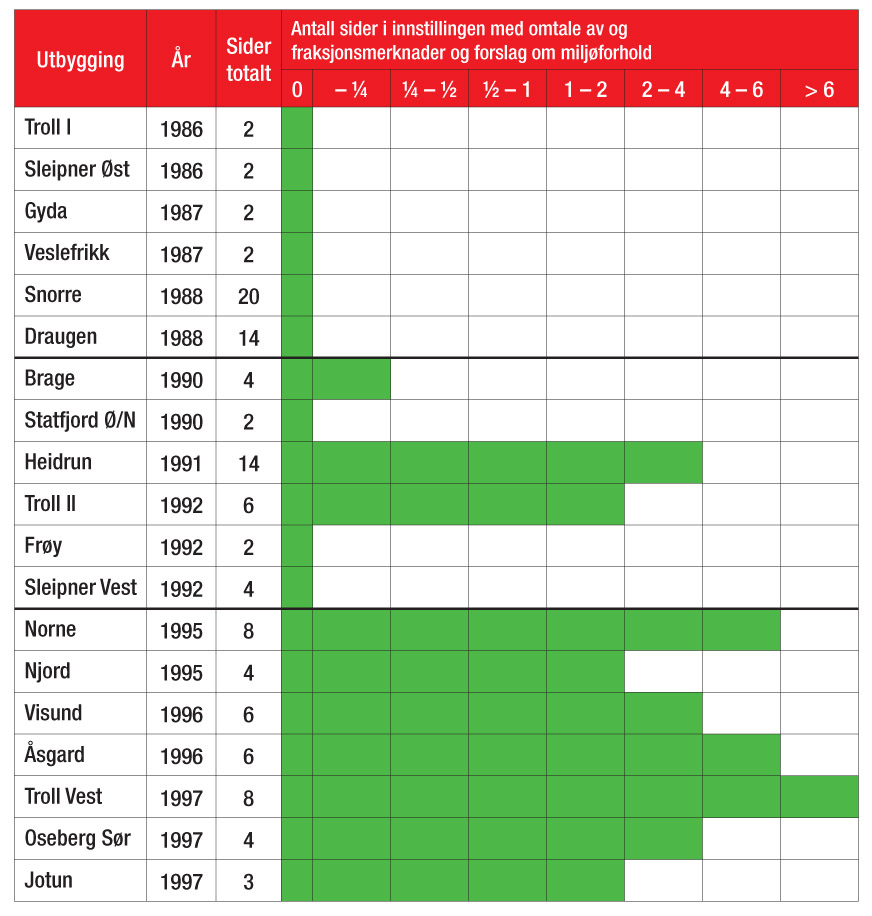 Utbygging År Sider totalt Antall sider i innstillingen med omtale av og
fraksjonsmerknader og forslag om miljøforhold
0 – ¼ ¼ – ½ ½ – 1 1 – 2 2 – 4 4 – 6 > 6
Troll I 1986 2
Sleipner Øst 1986 2
Gyda 1987 2
Veslefrikk 1987 2
Snorre 1988 20
Draugen 1988 14
Brage 1990 4
Statfjord Ø/N 1990 2
Heidrun 1991 14
Troll II 1992 6
Frøy 1992 2
Sleipner Vest 1992 4
Norne 1995 8
Njord 1995 4
Visund 1996 6
Åsgard 1996 6
Troll Vest 1997 8
Oseberg Sør 1997 4
Jotun 1997 3